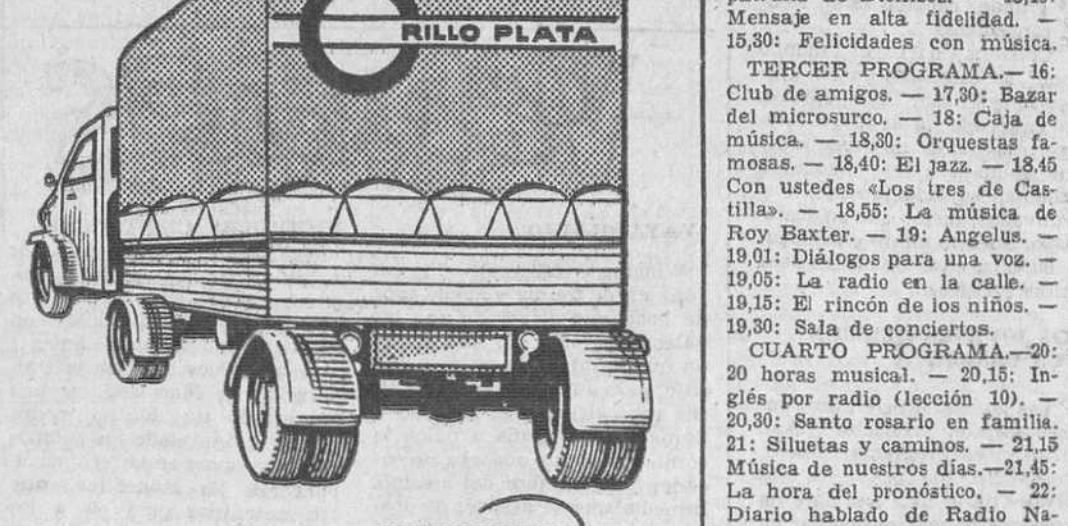 RILLO PLATA
Mensaje en alta fidelidad. —
15,30: Felicidades con música.
TERCER PROGRAMA.— 16:
Club de amigos. — 17,30: Bazar
del microsurco. — 18: Caja de
música. — 18,30: Orquestas fa-
mosas. — 18,40: El jazz. — 18.45
Con ustedes «Los tres de Cas-
tilla». — 18,55: La música de
Roy Baxter. — 19: Angelus. —
19,01: Diálogos para una voz. —
19,05: La radio en la calle. —
19,15: El rincón de los niños.
19,30: Sala de conciertos.
CUARTO PROGRAMA.—20:
20 horas musical. — 20,15: In-
glés por radio (lección 10). —
20,30: Santo rosario en familia.
21: Siluetas y caminos. — 21,15
Música de nuestros días.—21,45:
La hora del pronóstico. — 22:
Diario hablado de Radio Na-